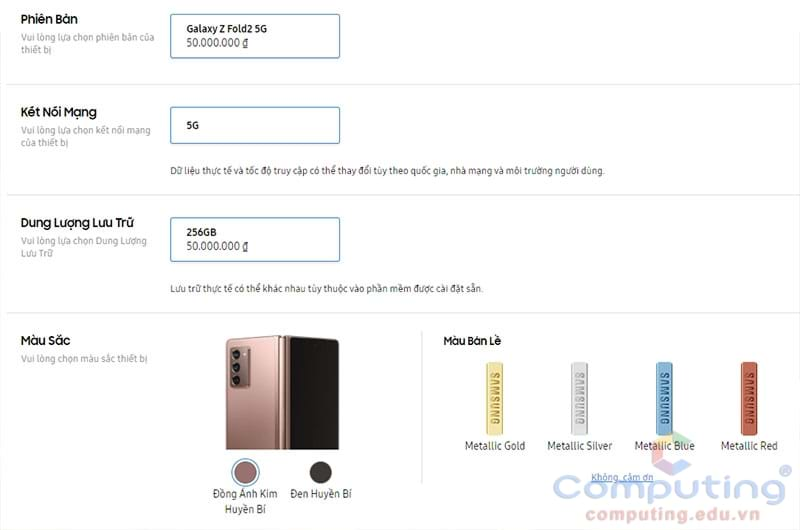 Phiên Bản
Vui lòng lựa chọn phiên bản của
thiết bị
Galaxy Z Fold2 5G
50.000.000 ₫
Kết Nối Mạng
Vui lòng lựa chọn kết nối mạng
của thiết bị
5G
Dữ liệu thực tế và tốc độ truy cập có thể thay đổi tùy theo quốc gia, nhà mạng và môi trường người dùng.
Dung Lượng Lưu Trữ
Vui lòng lựa chọn Dung Lượng
Lưu Trữ
256GB
50.000.000 ₫
Lưu trữ thực tế có thể khác nhau tùy thuộc vào phần mềm được cài đặt sẵn.
Màu Sắc
Vui lòng chọn màu sắc thiết bị
Đồng Ánh Kim
Huyền Bí
Đen Huyền Bí
Màu Bản Lề
SAMSUNG
SAMSUNG
SAMSUNG
SAMSUNG
Metallic Gold
Metallic Silver
Metallic Blue
Metallic Red
Không, cảm ơn
Computing®
computing.edu.vn